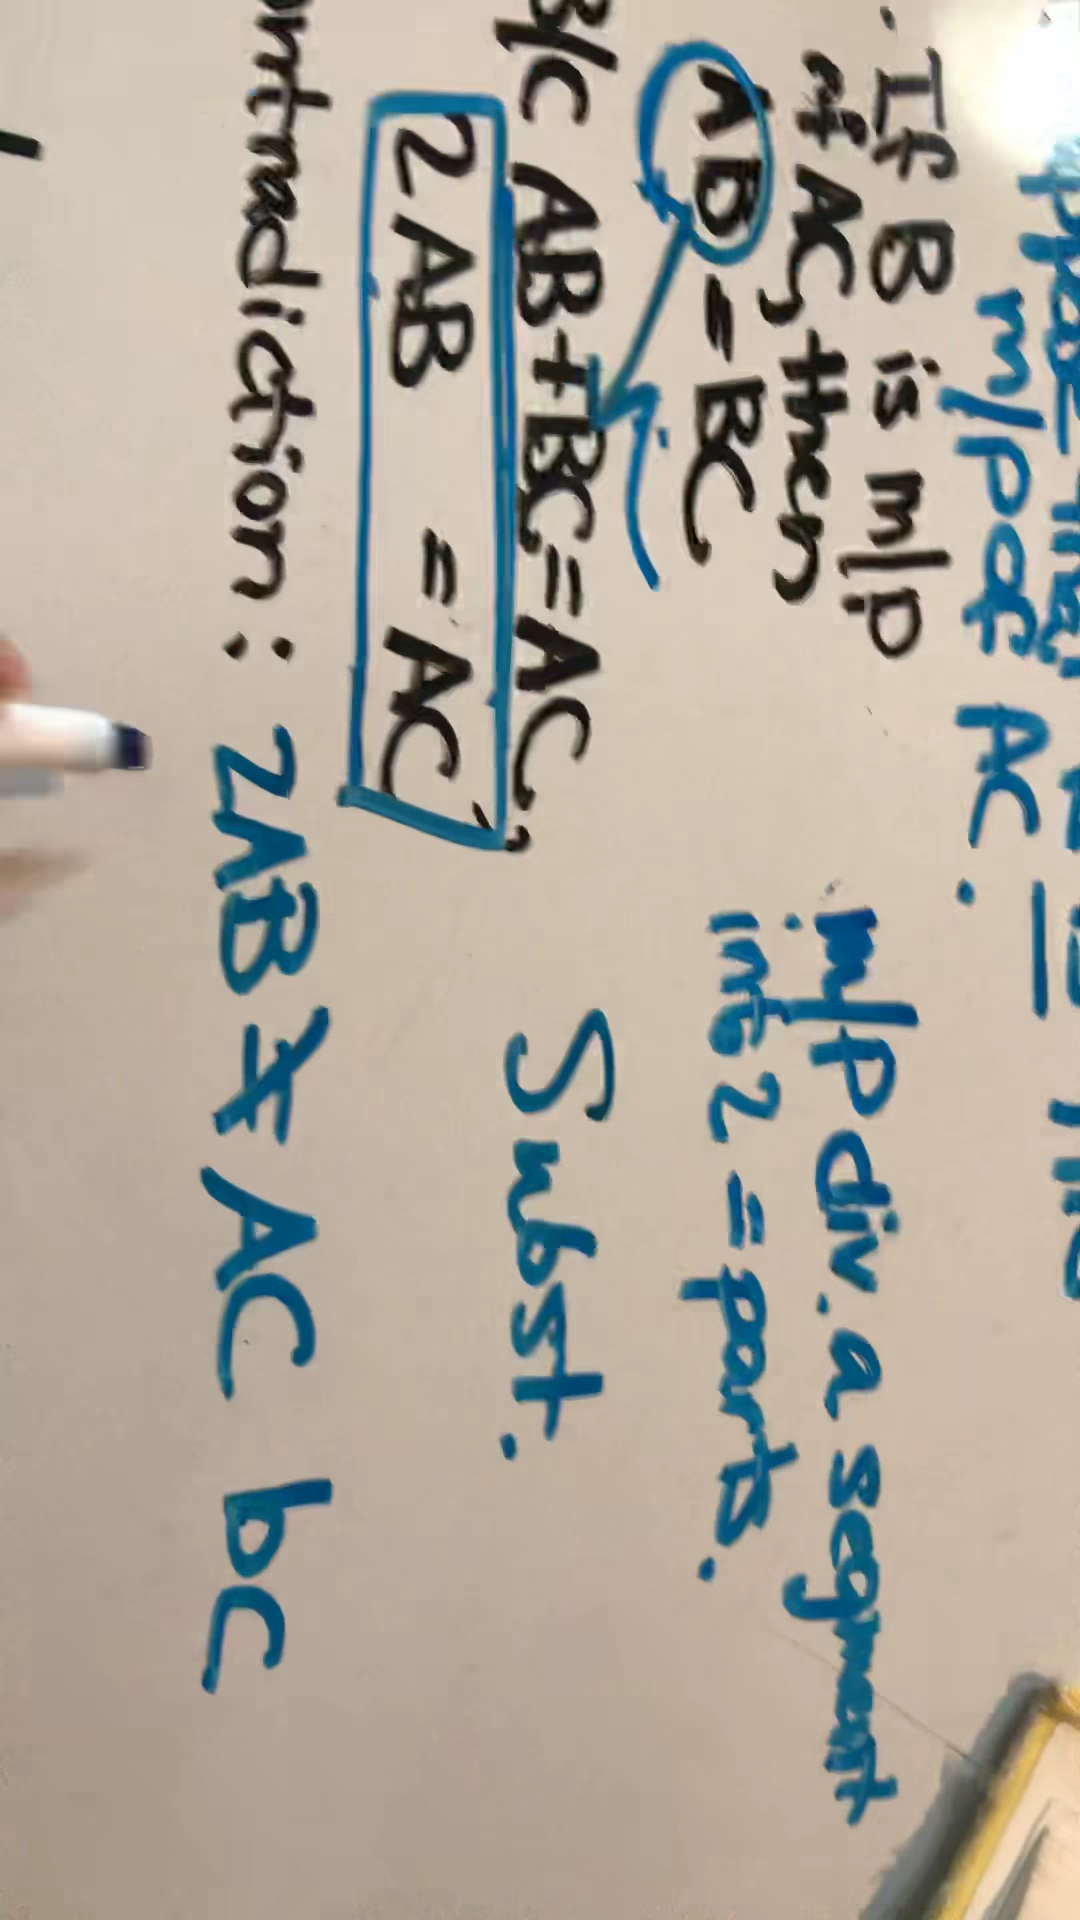 m/p of AC.
. If B is m/p
of AC, then
AB = BC
m/p div. a segment
into 2 = parts.
B/c AB+BC=AC,
Subst.
2AB = AC,
: 2AB ≠ AC bc